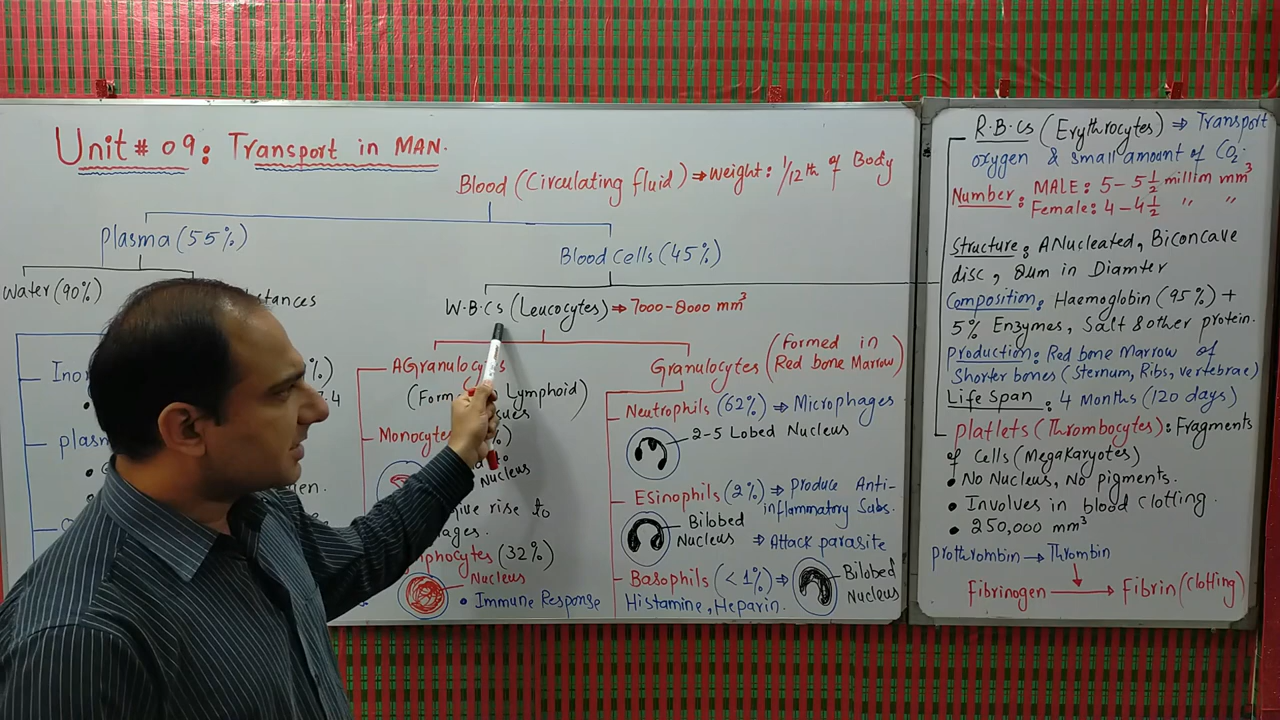 Unit # 09: Transport in MAN.
Blood (Circulating fluid) ⇒ weight: 1/12th of Body
Plasma (55%)
Blood Cells (45%)
Water (90%)
stances
W.B.Cs (Leucocytes) ⇒ 7000-8000 mm³
AGranulocytes
Lymphoid)
Monocyte
Nucleus
give rise to
(32%)
Nucleus
• Immune Response
Granulocytes (Formed in
Red bone Marrow)
Neutrophils (62%) ⇒ Microphages
2-5 Lobed Nucleus
Esinophils (2%) ⇒ Produce Anti-
inflammatory Subs.
Bilobed
Nucleus ⇒ Attack parasite
Basophils (<1%) ⇒
Histamine, Heparin.
Bilobed
Nucleus
R.B.Cs (Erythrocytes) ⇒ Transport
oxygen & small amount of CO₂.
Number: MALE: 5-5 1/2 millim mm³
Female: 4-4 1/2 " "
Structure: ANucleated, Biconcave
disc, 8um in Diamter
Composition: Haemoglobin (95%) +
5% Enzymes, Salt & other protein.
Production: Red bone Marrow of
Shorter bones (Sternum, Ribs, vertebrae)
Life Span: 4 Months (120 days)
Platlets (Thrombocytes): Fragments
of Cells (Megakaryotes)
• No Nucleus, No pigments.
• Involves in blood clotting.
• 250,000 mm³
prothrombin → Thrombin
Fibrinogen → Fibrin (Clotting)